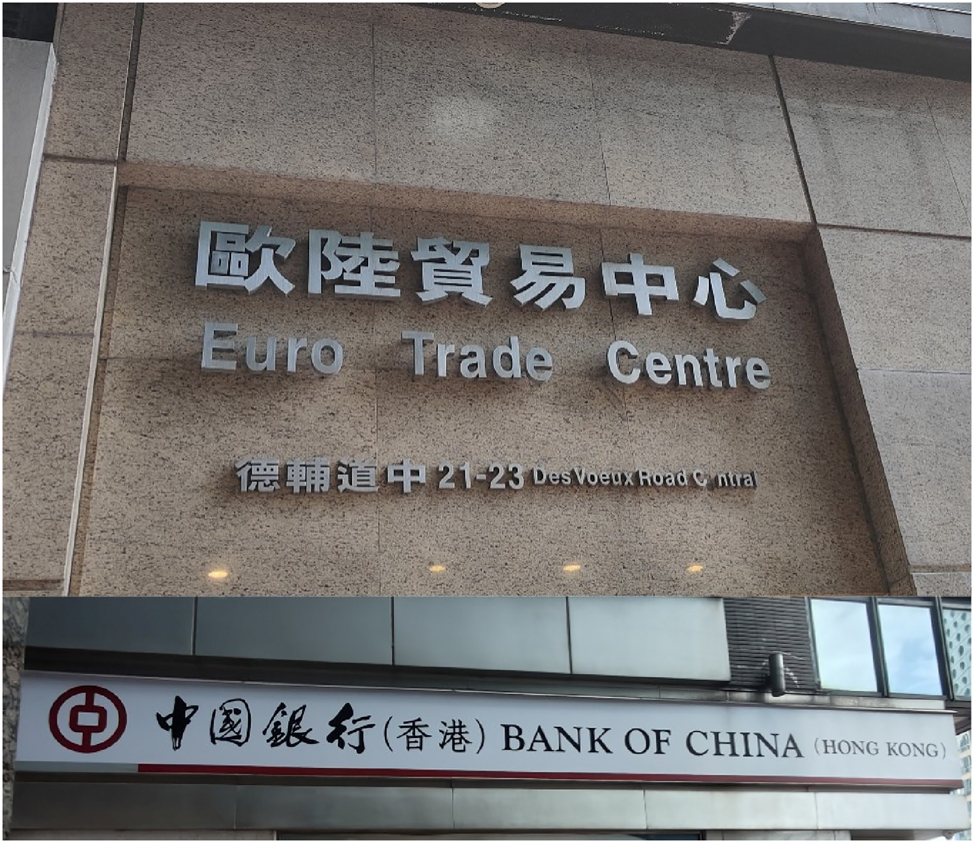 歐陸貿易中心
Euro Trade Centre
德輔道中 21-23 Des Voeux Road C ntral
中國銀行(香港) BANK OF CHINA (HONG KONG)